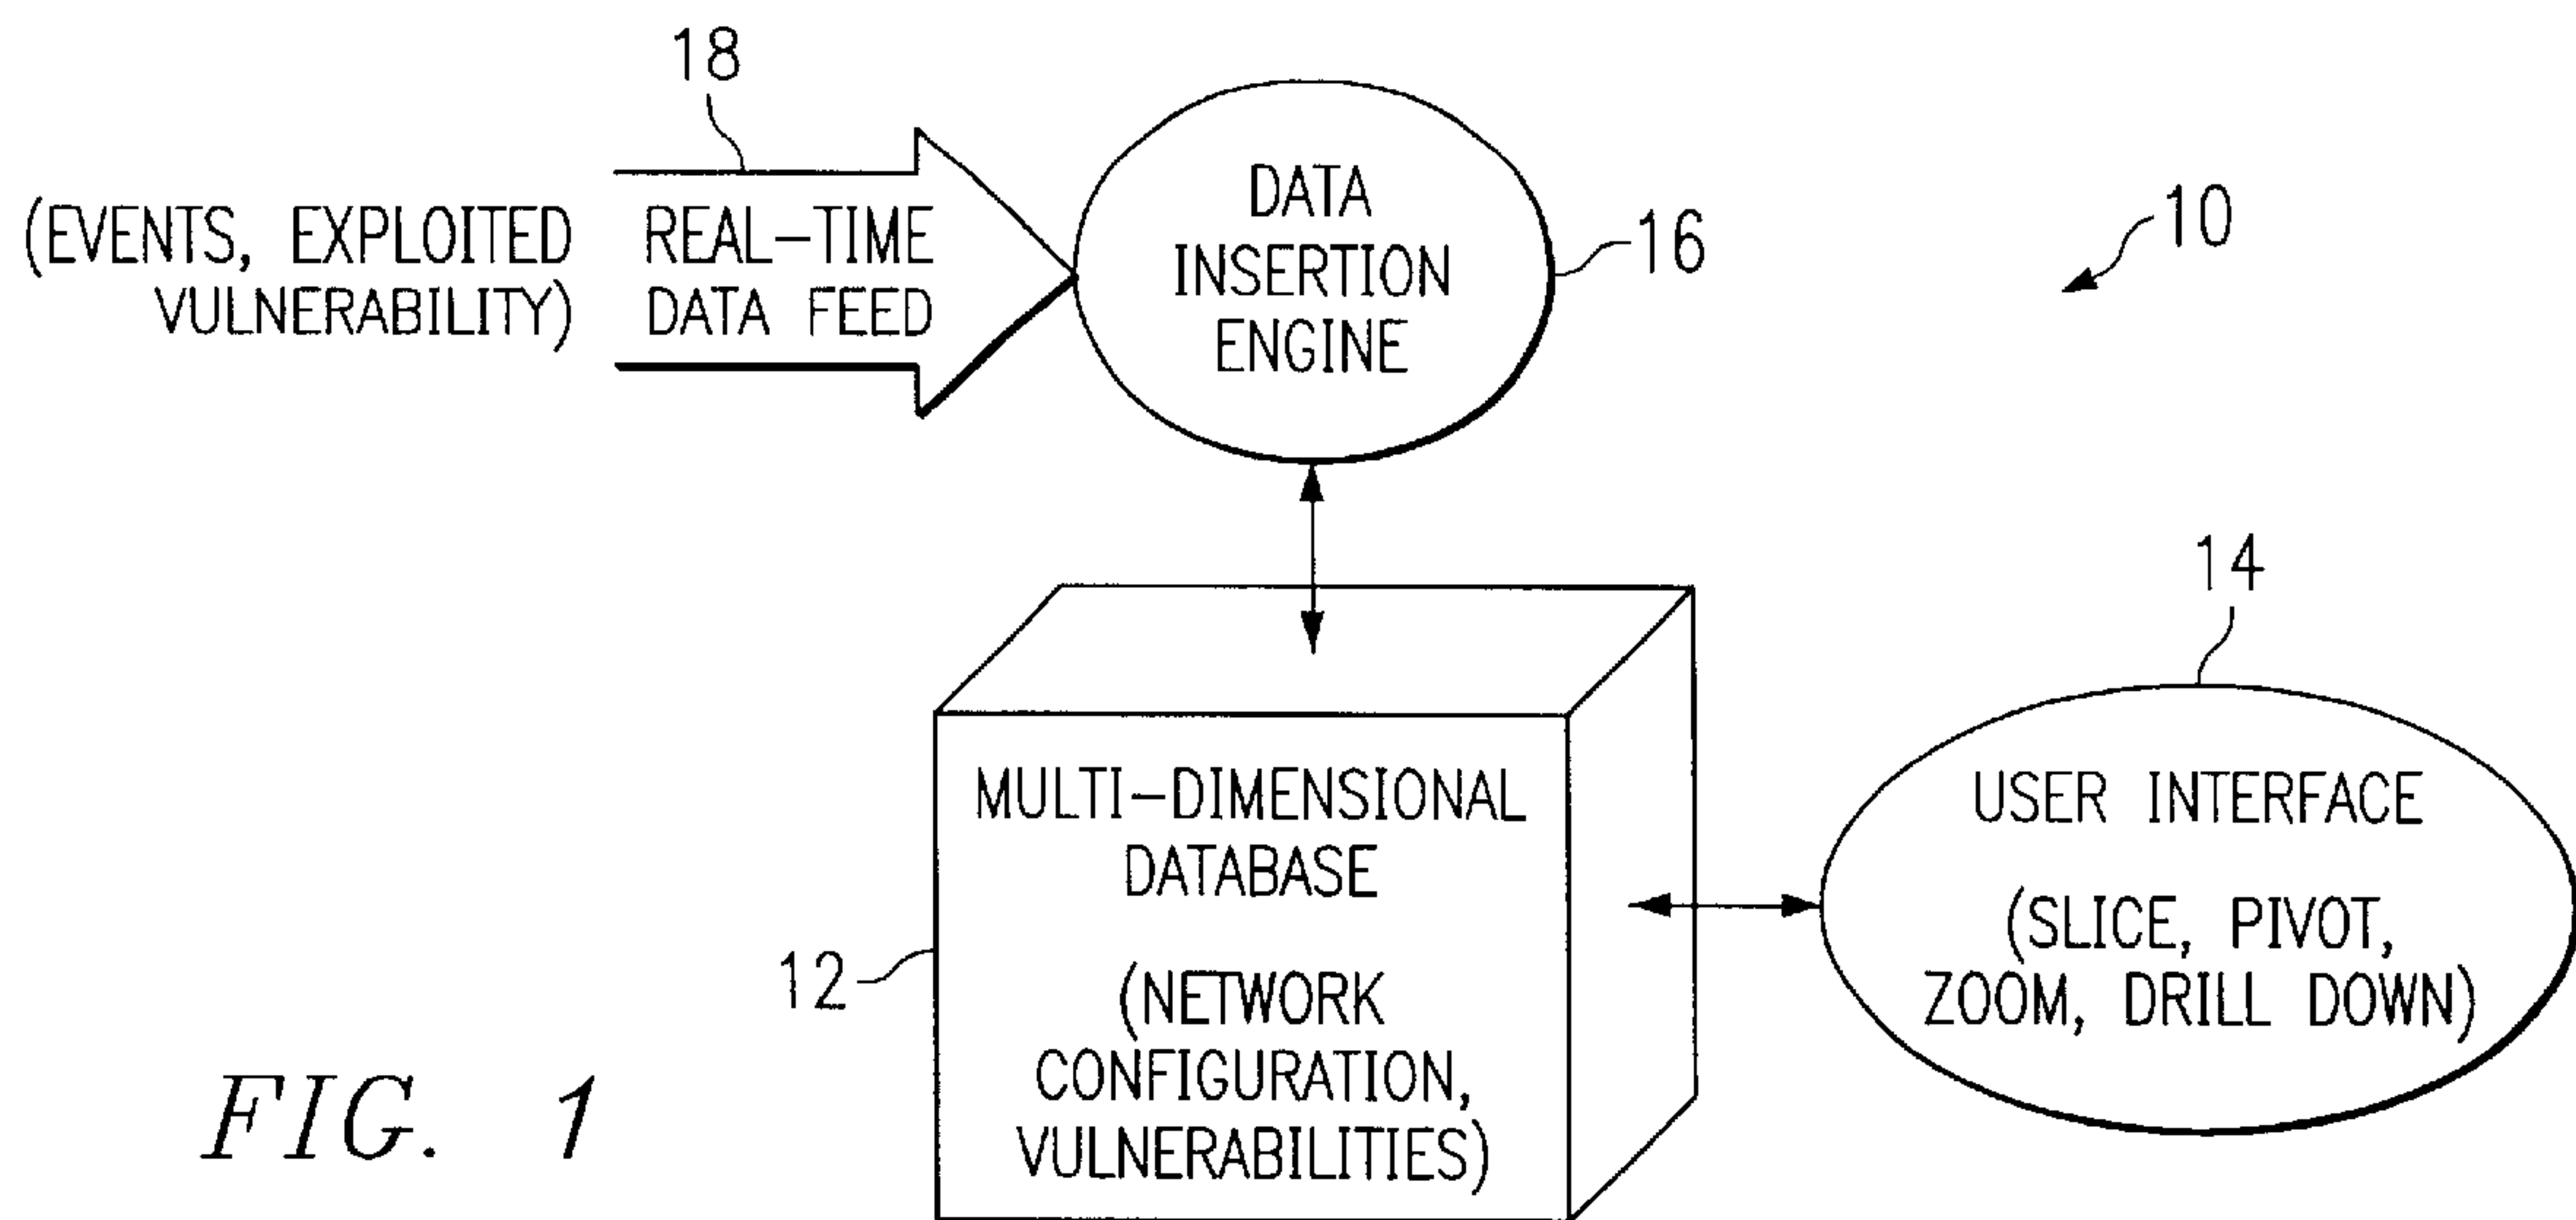 18
(EVENTS, EXPLOITED
VULNERABILITY)
REAL-TIME
DATA FEED
DATA
INSERTION
ENGINE
16
10
14
MULTI-DIMENSIONAL
DATABASE
(NETWORK
CONFIGURATION,
VULNERABILITIES)
12
USER INTERFACE
(SLICE, PIVOT,
ZOOM, DRILL DOWN)
FIG. 1